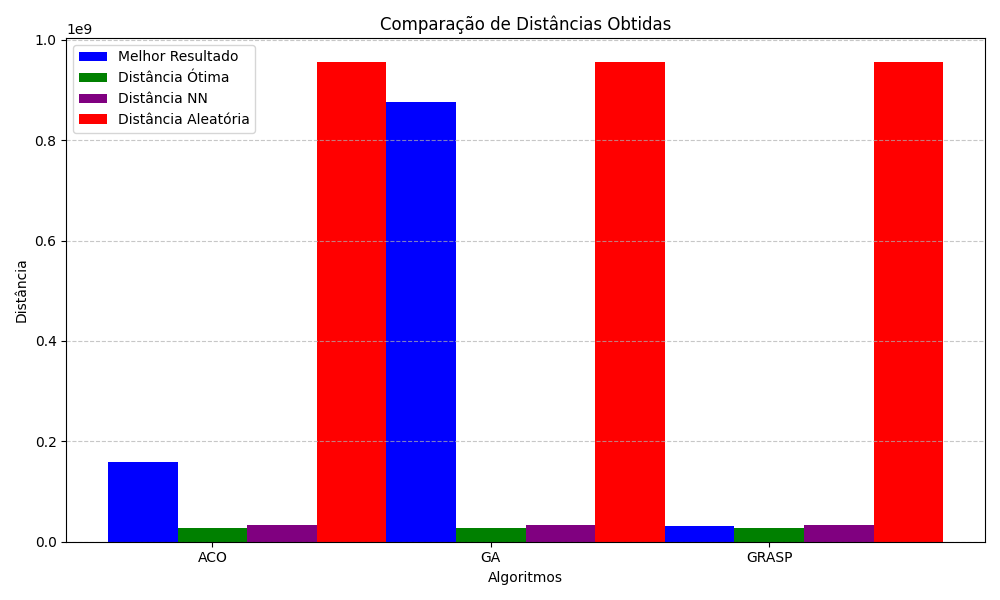 Comparação de Distâncias Obtidas
1e9
1.0
0.8
0.6
0.4
0.2
0.0
Distância
Melhor Resultado
Distância Ótima
Distância NN
Distância Aleatória
ACO
GA
GRASP
Algoritmos